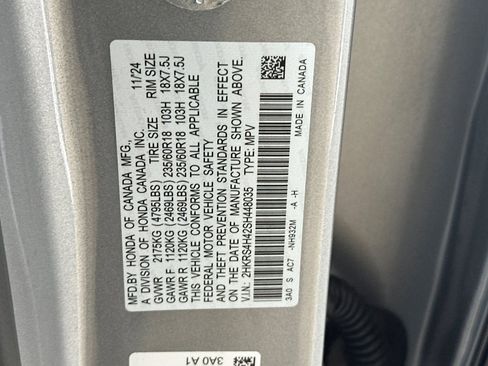 MFD.BY HONDA OF CANADA MFG.,
A DIVISION OF HONDA CANADA INC. 11/24
GVWR 2175KG (4795LBS) TIRE SIZE RIM SIZE
GAWR F 1120KG (2469LBS) 235/60R18 103H 18X7.5J
GAWR R 1120KG (2469LBS) 235/60R18 103H 18X7.5J
THIS VEHICLE CONFORMS TO ALL APPLICABLE
FEDERAL MOTOR VEHICLE SAFETY
AND THEFT PREVENTION STANDARDS IN EFFECT
ON THE DATE OF MANUFACTURE SHOWN ABOVE.
V.I.N.: 2HKRS4H42SH448035 TYPE: MPV
3A0 S AC7 -NH932M -A -H MADE IN CANADA
3A0 A1